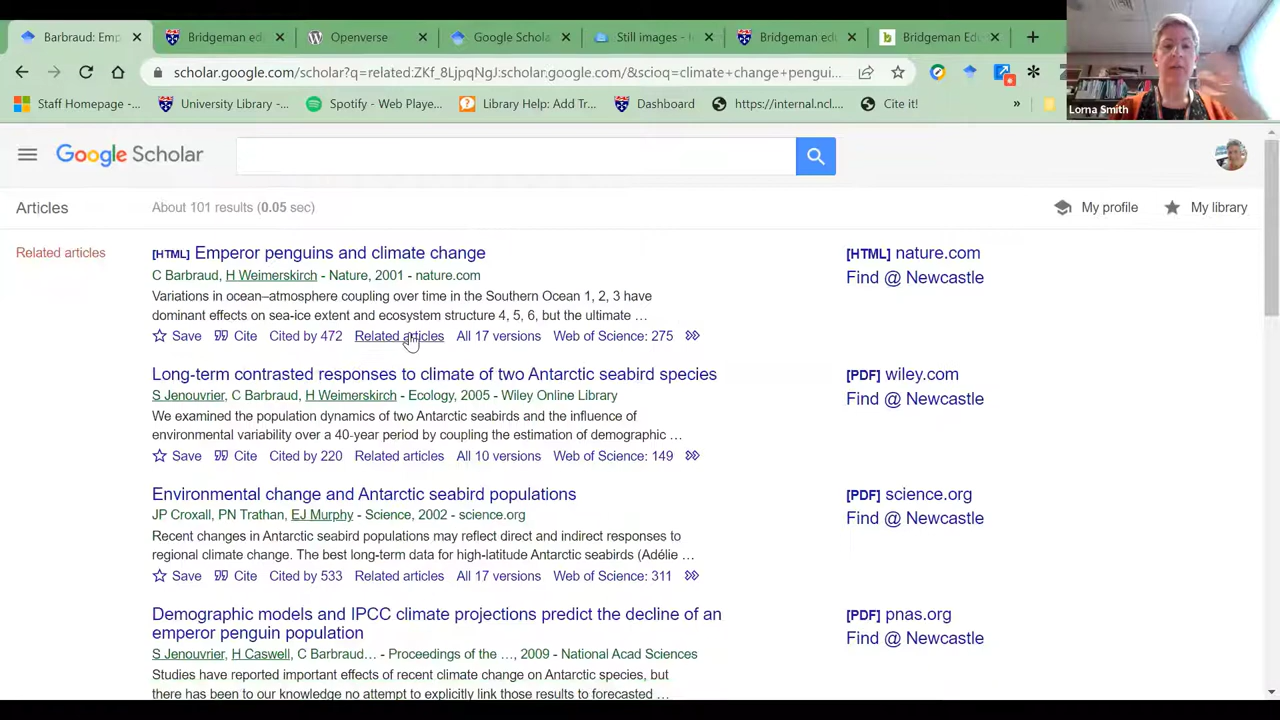 Barbraud: Emp
Bridgeman edu
Openverse
Google Schola
Still images -
Bridgeman edu
Bridgeman Edu
scholar.google.com/scholar?q=related:ZKf_8LjpqNgJ:scholar.google.com/&scioq=climate+change+pengui...
Staff Homepage -...
University Library -...
Spotify - Web Playe...
Library Help: Add Tr...
Dashboard
https://internal.ncl....
Cite it!
»
Lorna Smith
Google Scholar
Articles
About 101 results (0.05 sec)
My profile
My library
Related articles
[HTML] Emperor penguins and climate change
[HTML] nature.com
C Barbraud, H Weimerskirch - Nature, 2001 - nature.com
Find @ Newcastle
Variations in ocean–atmosphere coupling over time in the Southern Ocean 1, 2, 3 have
dominant effects on sea-ice extent and ecosystem structure 4, 5, 6, but the ultimate …
Save Cite Cited by 472 Related articles All 17 versions Web of Science: 275
Long-term contrasted responses to climate of two Antarctic seabird species
[PDF] wiley.com
S Jenouvrier, C Barbraud, H Weimerskirch - Ecology, 2005 - Wiley Online Library
Find @ Newcastle
We examined the population dynamics of two Antarctic seabirds and the influence of
environmental variability over a 40-year period by coupling the estimation of demographic …
Save Cite Cited by 220 Related articles All 10 versions Web of Science: 149
Environmental change and Antarctic seabird populations
[PDF] science.org
JP Croxall, PN Trathan, EJ Murphy - Science, 2002 - science.org
Find @ Newcastle
Recent changes in Antarctic seabird populations may reflect direct and indirect responses to
regional climate change. The best long-term data for high-latitude Antarctic seabirds (Adélie …
Save Cite Cited by 533 Related articles All 17 versions Web of Science: 311
Demographic models and IPCC climate projections predict the decline of an
emperor penguin population
[PDF] pnas.org
S Jenouvrier, H Caswell, C Barbraud… - Proceedings of the …, 2009 - National Acad Sciences
Find @ Newcastle
Studies have reported important effects of recent climate change on Antarctic species, but
there has been to our knowledge no attempt to explicitly link those results to forecasted …